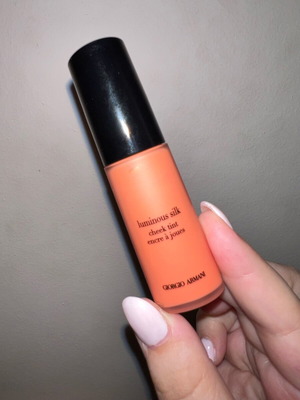 luminous silk
cheek tint
encre à joues
GIORGIO ARMANI